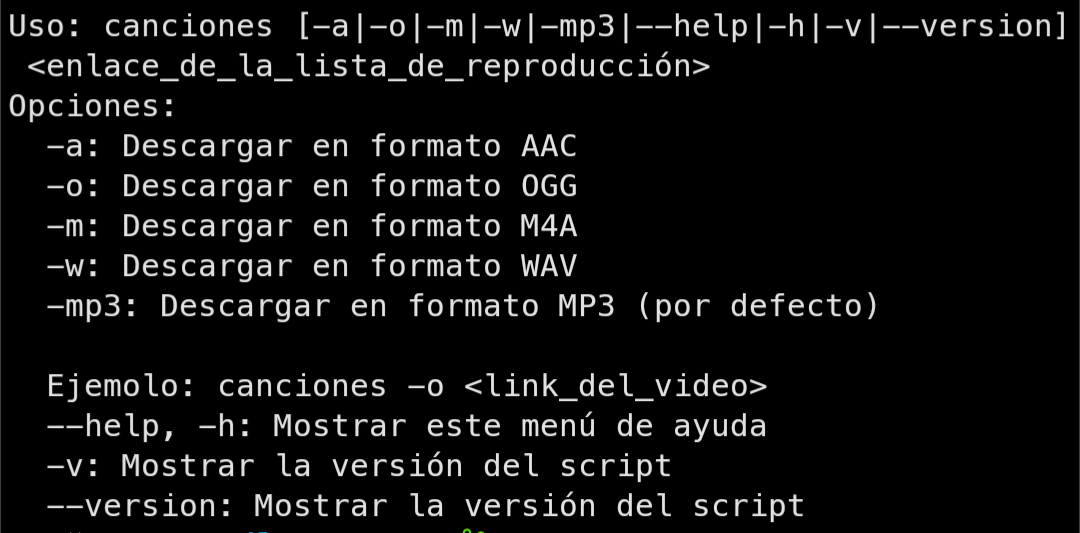 Uso: canciones [-a|-o|-m|-w|-mp3|--help|-h|-v|--version]
<enlace_de_la_lista_de_reproducción>
Opciones:
-a: Descargar en formato AAC
-o: Descargar en formato OGG
-m: Descargar en formato M4A
-w: Descargar en formato WAV
-mp3: Descargar en formato MP3 (por defecto)
Ejemolo: canciones -o <link_del_video>
--help, -h: Mostrar este menú de ayuda
-v: Mostrar la versión del script
--version: Mostrar la versión del script